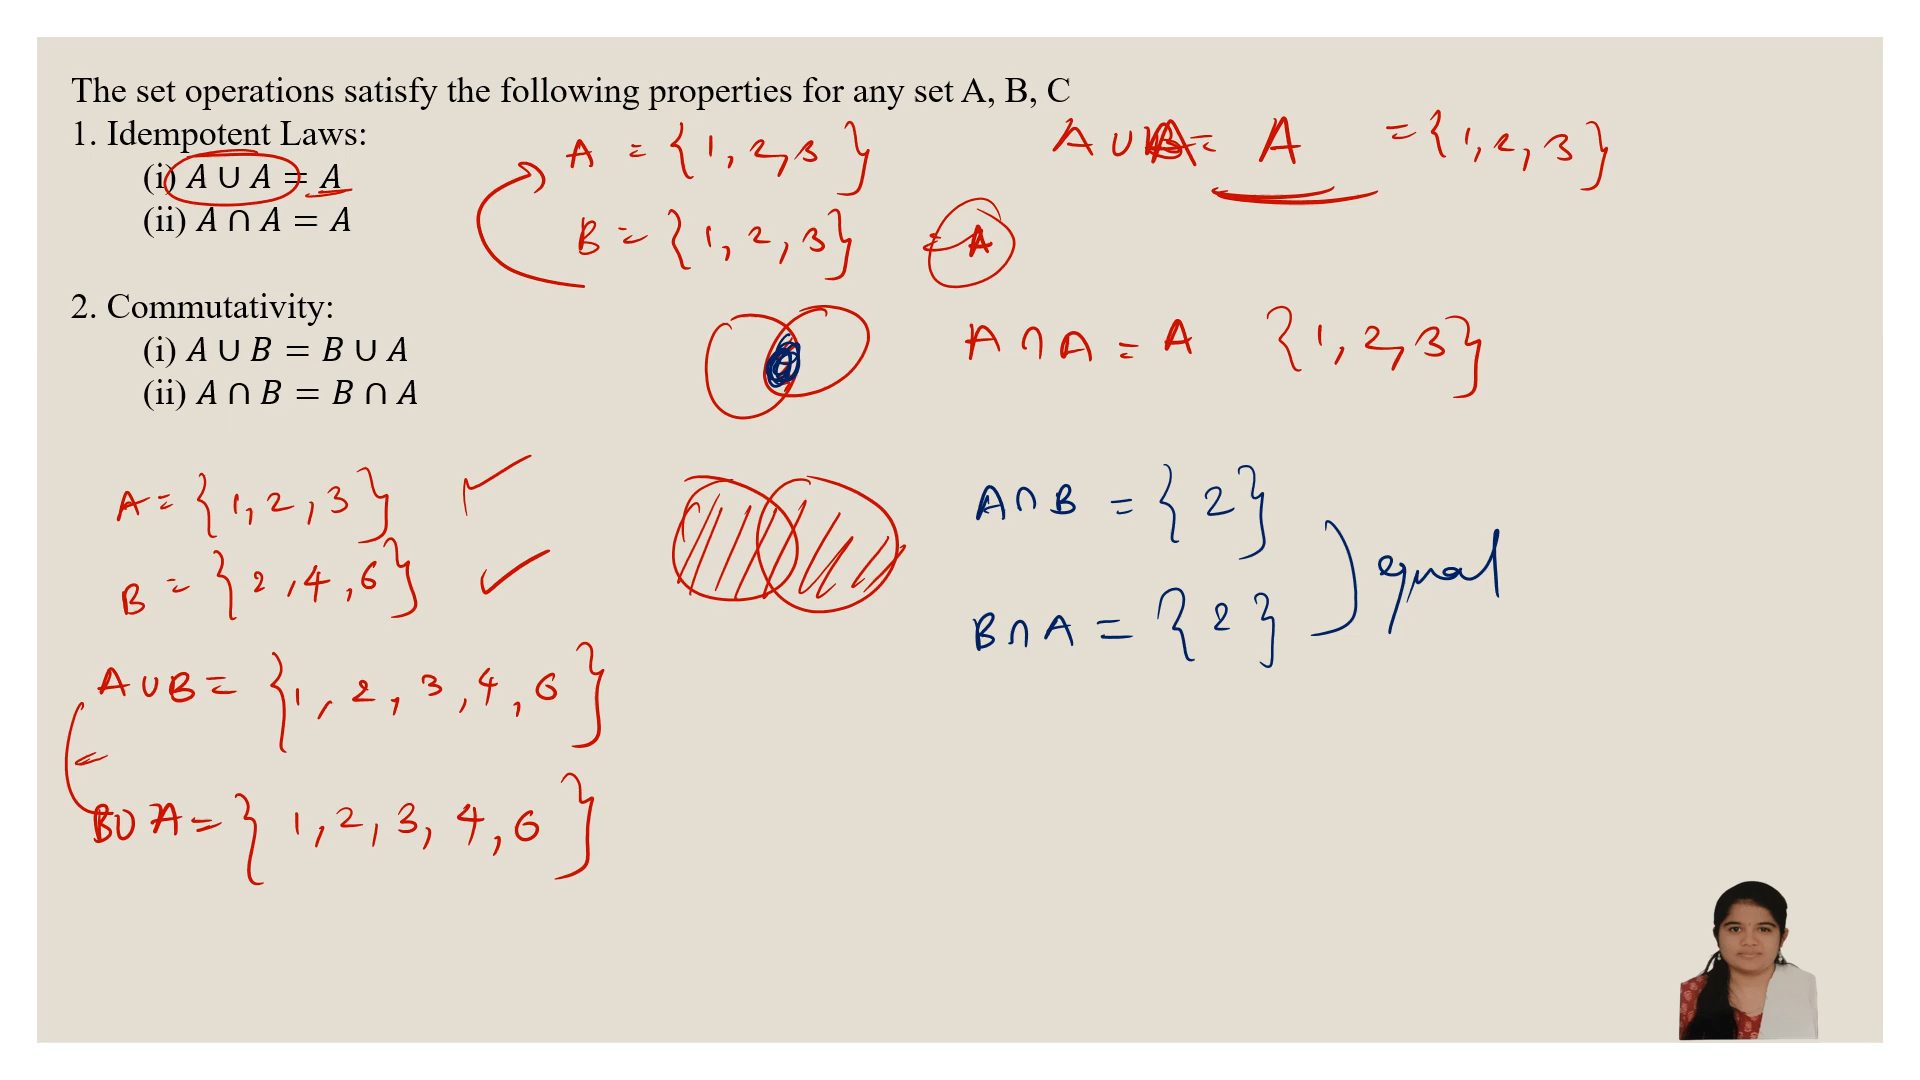 The set operations satisfy the following properties for any set A, B, C
1. Idempotent Laws:
(i) A ∪ A = A
(ii) A ∩ A = A
A = {1, 2, 3}
B = {1, 2, 3} = A
A ∪ A = A = {1, 2, 3}
A ∩ A = A {1, 2, 3}
2. Commutativity:
(i) A ∪ B = B ∪ A
(ii) A ∩ B = B ∩ A
A = {1, 2, 3}
B = {2, 4, 6}
A ∪ B = {1, 2, 3, 4, 6}
=
B ∪ A = {1, 2, 3, 4, 6}
A ∩ B = {2}
B ∩ A = {2}
equal